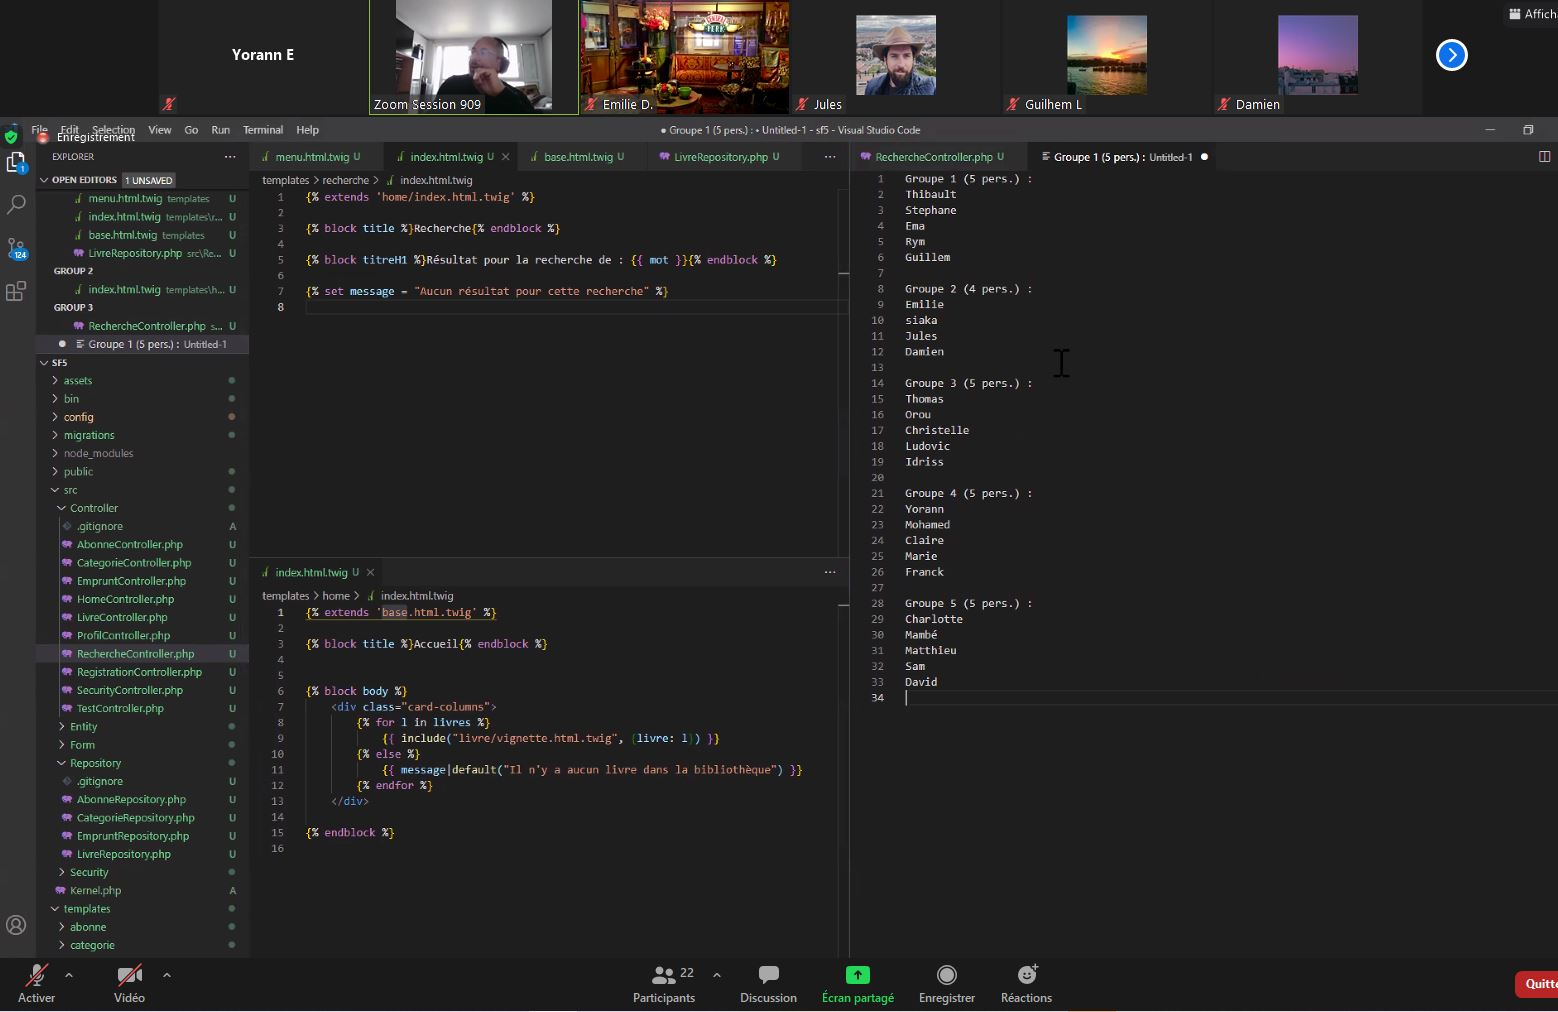 Yorann E
Zoom Session 909
Emilie D.
Jules
Guilhem L
Damien
Affich
File Edit Selection View Go Run Terminal Help
Enregistrement
● Groupe 1 (5 pers.) : • Untitled-1 - sf5 - Visual Studio Code
EXPLORER
OPEN EDITORS 1 UNSAVED
menu.html.twig templates U
index.html.twig templates\r... U
base.html.twig templates U
LivreRepository.php src\Re... U
GROUP 2
index.html.twig templates\h... U
GROUP 3
RechercheController.php s... U
Groupe 1 (5 pers.) : Untitled-1
SF5
assets
bin
config
migrations
node_modules
public
src
Controller
.gitignore A
AbonneController.php U
CategorieController.php U
EmpruntController.php U
HomeController.php U
LivreController.php U
ProfilController.php U
RechercheController.php U
RegistrationController.php U
SecurityController.php U
TestController.php U
Entity
Form
Repository
.gitignore U
AbonneRepository.php U
CategorieRepository.php U
EmpruntRepository.php U
LivreRepository.php U
Security
Kernel.php A
templates
abonne
categorie
1
124
menu.html.twig U index.html.twig U base.html.twig U LivreRepository.php U
templates > recherche > index.html.twig
1 {% extends 'home/index.html.twig' %}
2
3 {% block title %}Recherche{% endblock %}
4
5 {% block titreH1 %}Résultat pour la recherche de : {{ mot }}{% endblock %}
6
7 {% set message = "Aucun résultat pour cette recherche" %}
8
index.html.twig U
templates > home > index.html.twig
1 {% extends 'base.html.twig' %}
2
3 {% block title %}Accueil{% endblock %}
4
5
6 {% block body %}
7 <div class="card-columns">
8 {% for l in livres %}
9 {{ include("livre/vignette.html.twig", {livre: l}) }}
10 {% else %}
11 {{ message|default("Il n'y a aucun livre dans la bibliothèque") }}
12 {% endfor %}
13 </div>
14
15 {% endblock %}
16
RechercheController.php U Groupe 1 (5 pers.) : Untitled-1
1 Groupe 1 (5 pers.) :
2 Thibault
3 Stephane
4 Ema
5 Rym
6 Guillem
7
8 Groupe 2 (4 pers.) :
9 Emilie
10 siaka
11 Jules
12 Damien
13
14 Groupe 3 (5 pers.) :
15 Thomas
16 Orou
17 Christelle
18 Ludovic
19 Idriss
20
21 Groupe 4 (5 pers.) :
22 Yorann
23 Mohamed
24 Claire
25 Marie
26 Franck
27
28 Groupe 5 (5 pers.) :
29 Charlotte
30 Mambé
31 Matthieu
32 Sam
33 David
34
Activer
Vidéo
22
Participants
Discussion
Écran partagé
Enregistrer
Réactions
Quitte